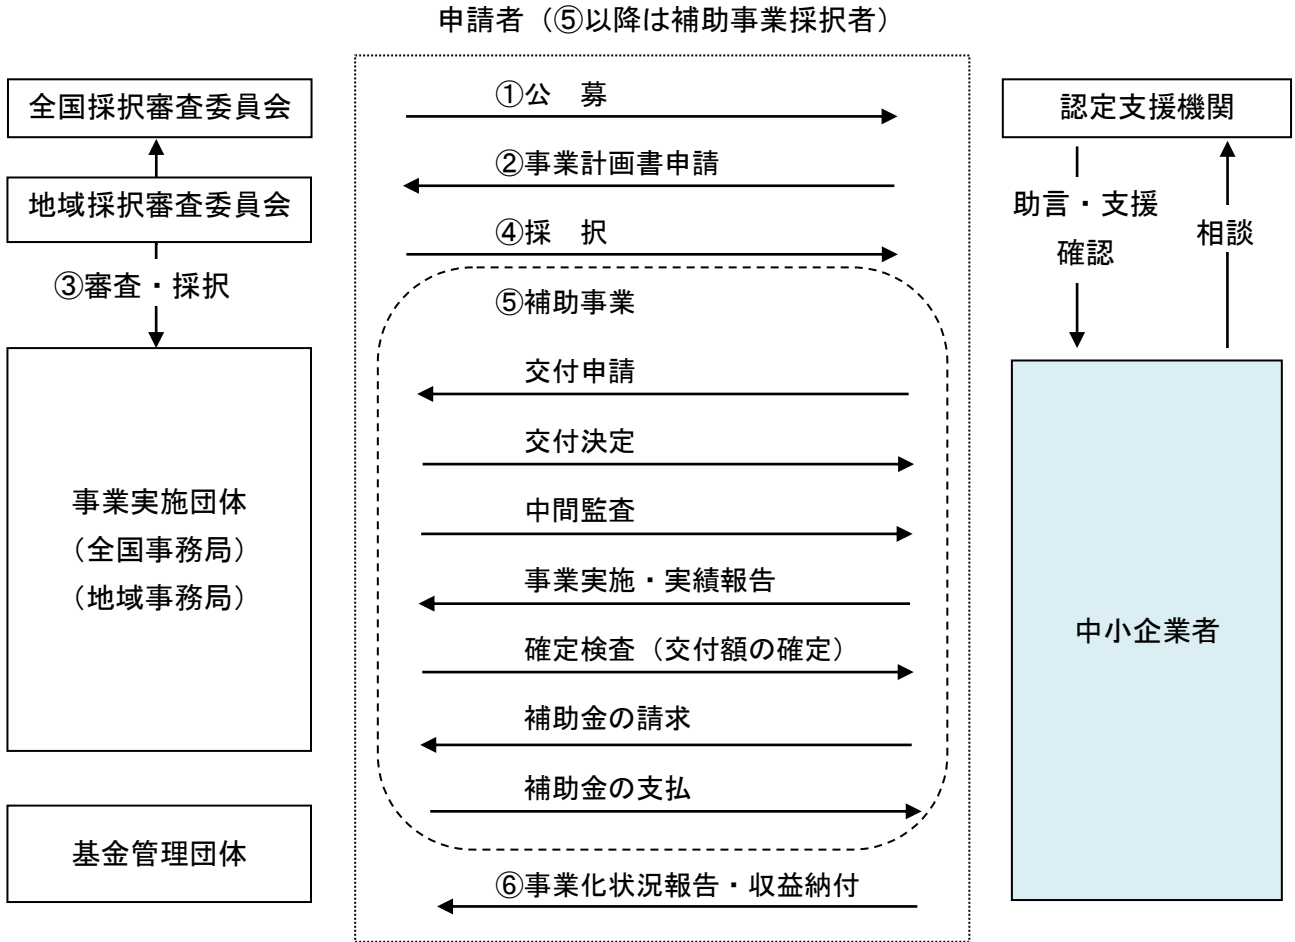 申請者（⑤以降は補助事業採択者）
全国採択審査委員会
地域採択審査委員会
③審査・採択
事業実施団体
（全国事務局）
（地域事務局）
基金管理団体
①公　募
②事業計画書申請
④採　択
⑤補助事業
交付申請
交付決定
中間監査
事業実施・実績報告
確定検査（交付額の確定）
補助金の請求
補助金の支払
⑥事業化状況報告・収益納付
認定支援機関
助言・支援
確認
相談
中小企業者